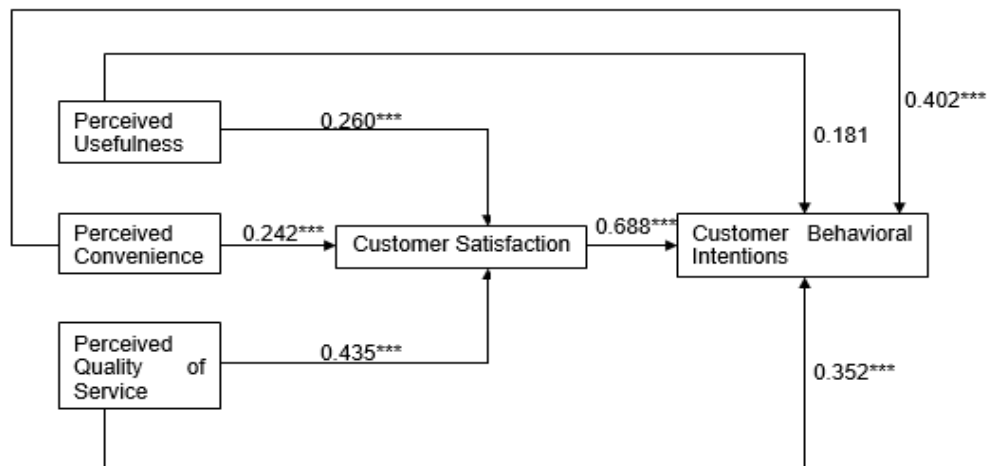 0.402***
Perceived
Usefulness
0.260***
0.181
Perceived
Convenience
0.242***
Customer Satisfaction
0.688***
Customer Behavioral
Intentions
Perceived
Quality of
Service
0.435***
0.352***